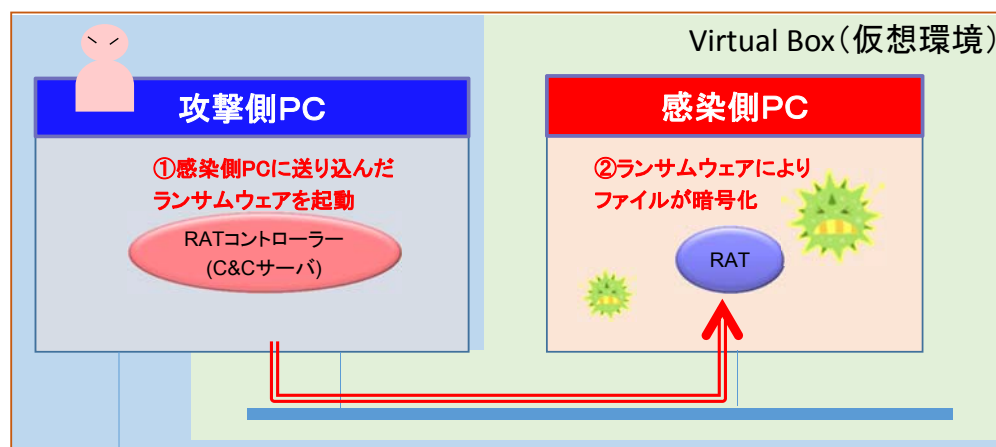 Virtual Box(仮想環境)
攻撃側PC
①感染側PCに送り込んだ
ランサムウェアを起動
RATコントローラー
(C&Cサーバ)
感染側PC
②ランサムウェアにより
ファイルが暗号化
RAT